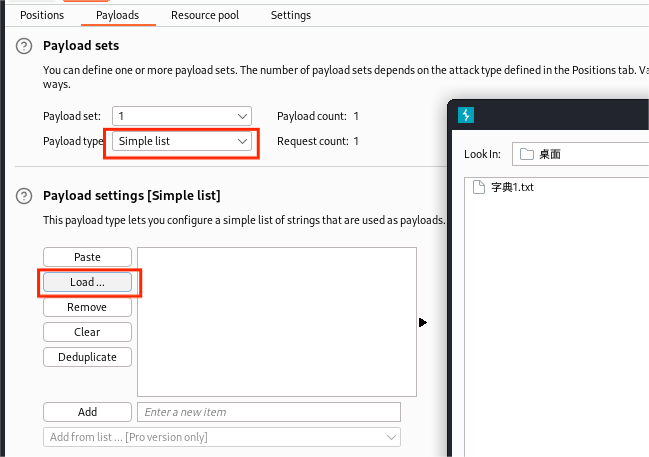 Positions Payloads Resource pool Settings
Payload sets
You can define one or more payload sets. The number of payload sets depends on the attack type defined in the Positions tab.
ways.
Payload set: 1 Payload count: 1
Payload type Simple list Request count: 1
Look In: 桌面
字典1.txt
Payload settings [Simple list]
This payload type lets you configure a simple list of strings that are used as payloads.
Paste
Load ...
Remove
Clear
Deduplicate
Add Enter a new item
Add from list ... [Pro version only]